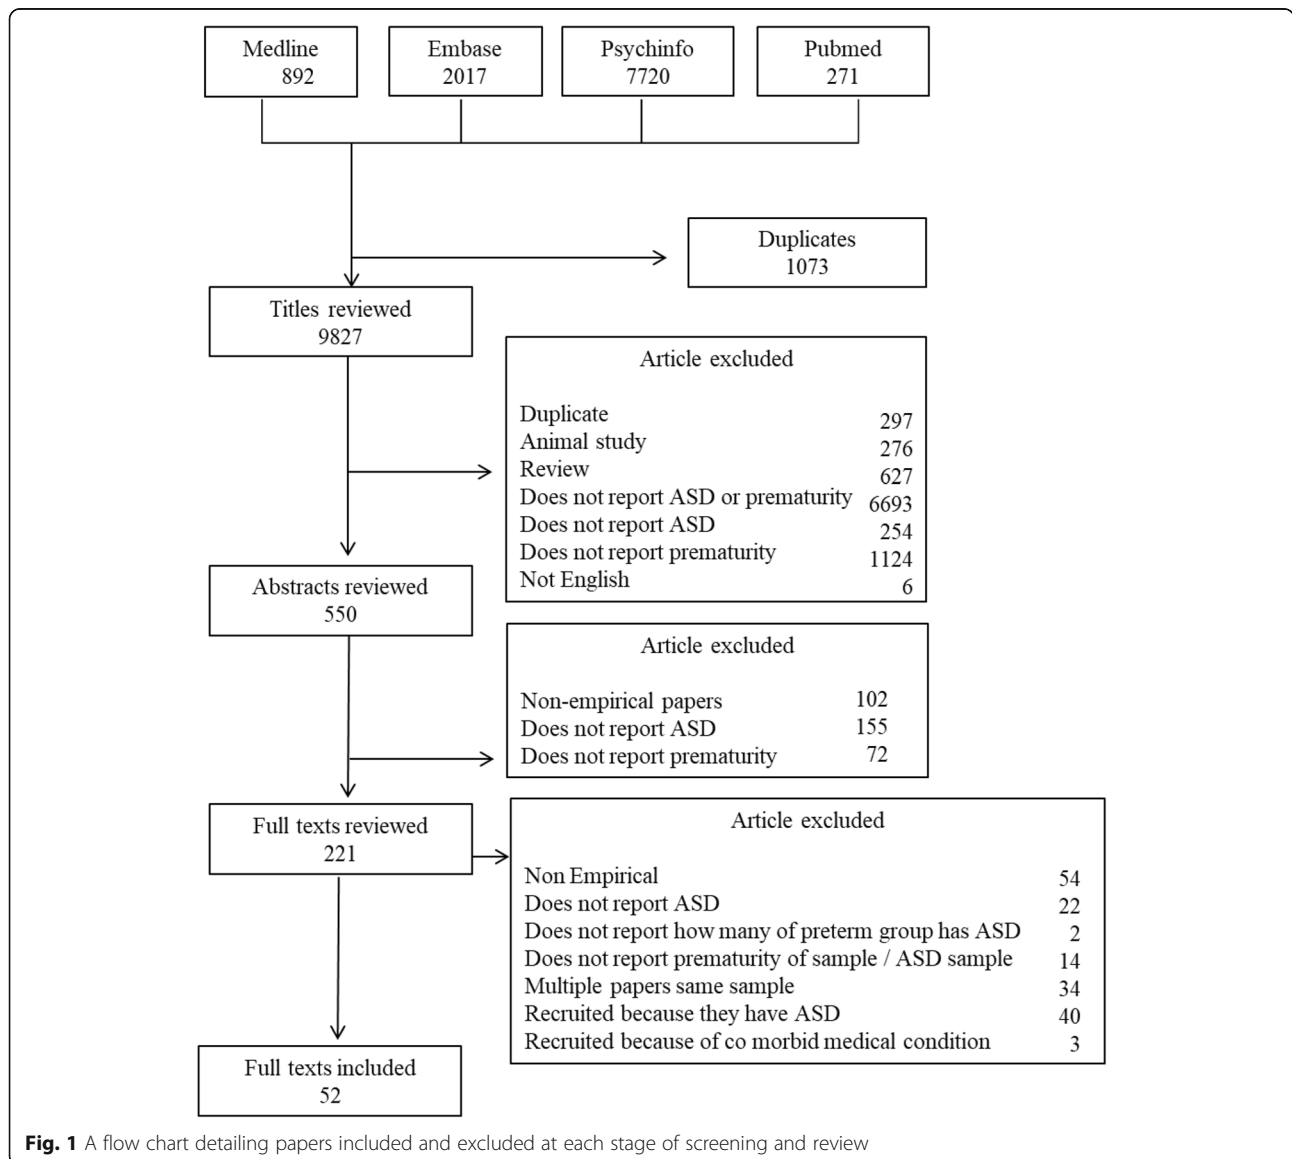 Medline
892
Embase
2017
Psychinfo
7720
Pubmed
271
Duplicates
1073
Titles reviewed
9827
Article excluded
Duplicate 297
Animal study 276
Review 627
Does not report ASD or prematurity 6693
Does not report ASD 254
Does not report prematurity 1124
Not English 6
Abstracts reviewed
550
Article excluded
Non-empirical papers 102
Does not report ASD 155
Does not report prematurity 72
Full texts reviewed
221
Article excluded
Non Empirical 54
Does not report ASD 22
Does not report how many of preterm group has ASD 2
Does not report prematurity of sample / ASD sample 14
Multiple papers same sample 34
Recruited because they have ASD 40
Recruited because of co morbid medical condition 3
Full texts included
52
Fig. 1 A flow chart detailing papers included and excluded at each stage of screening and review